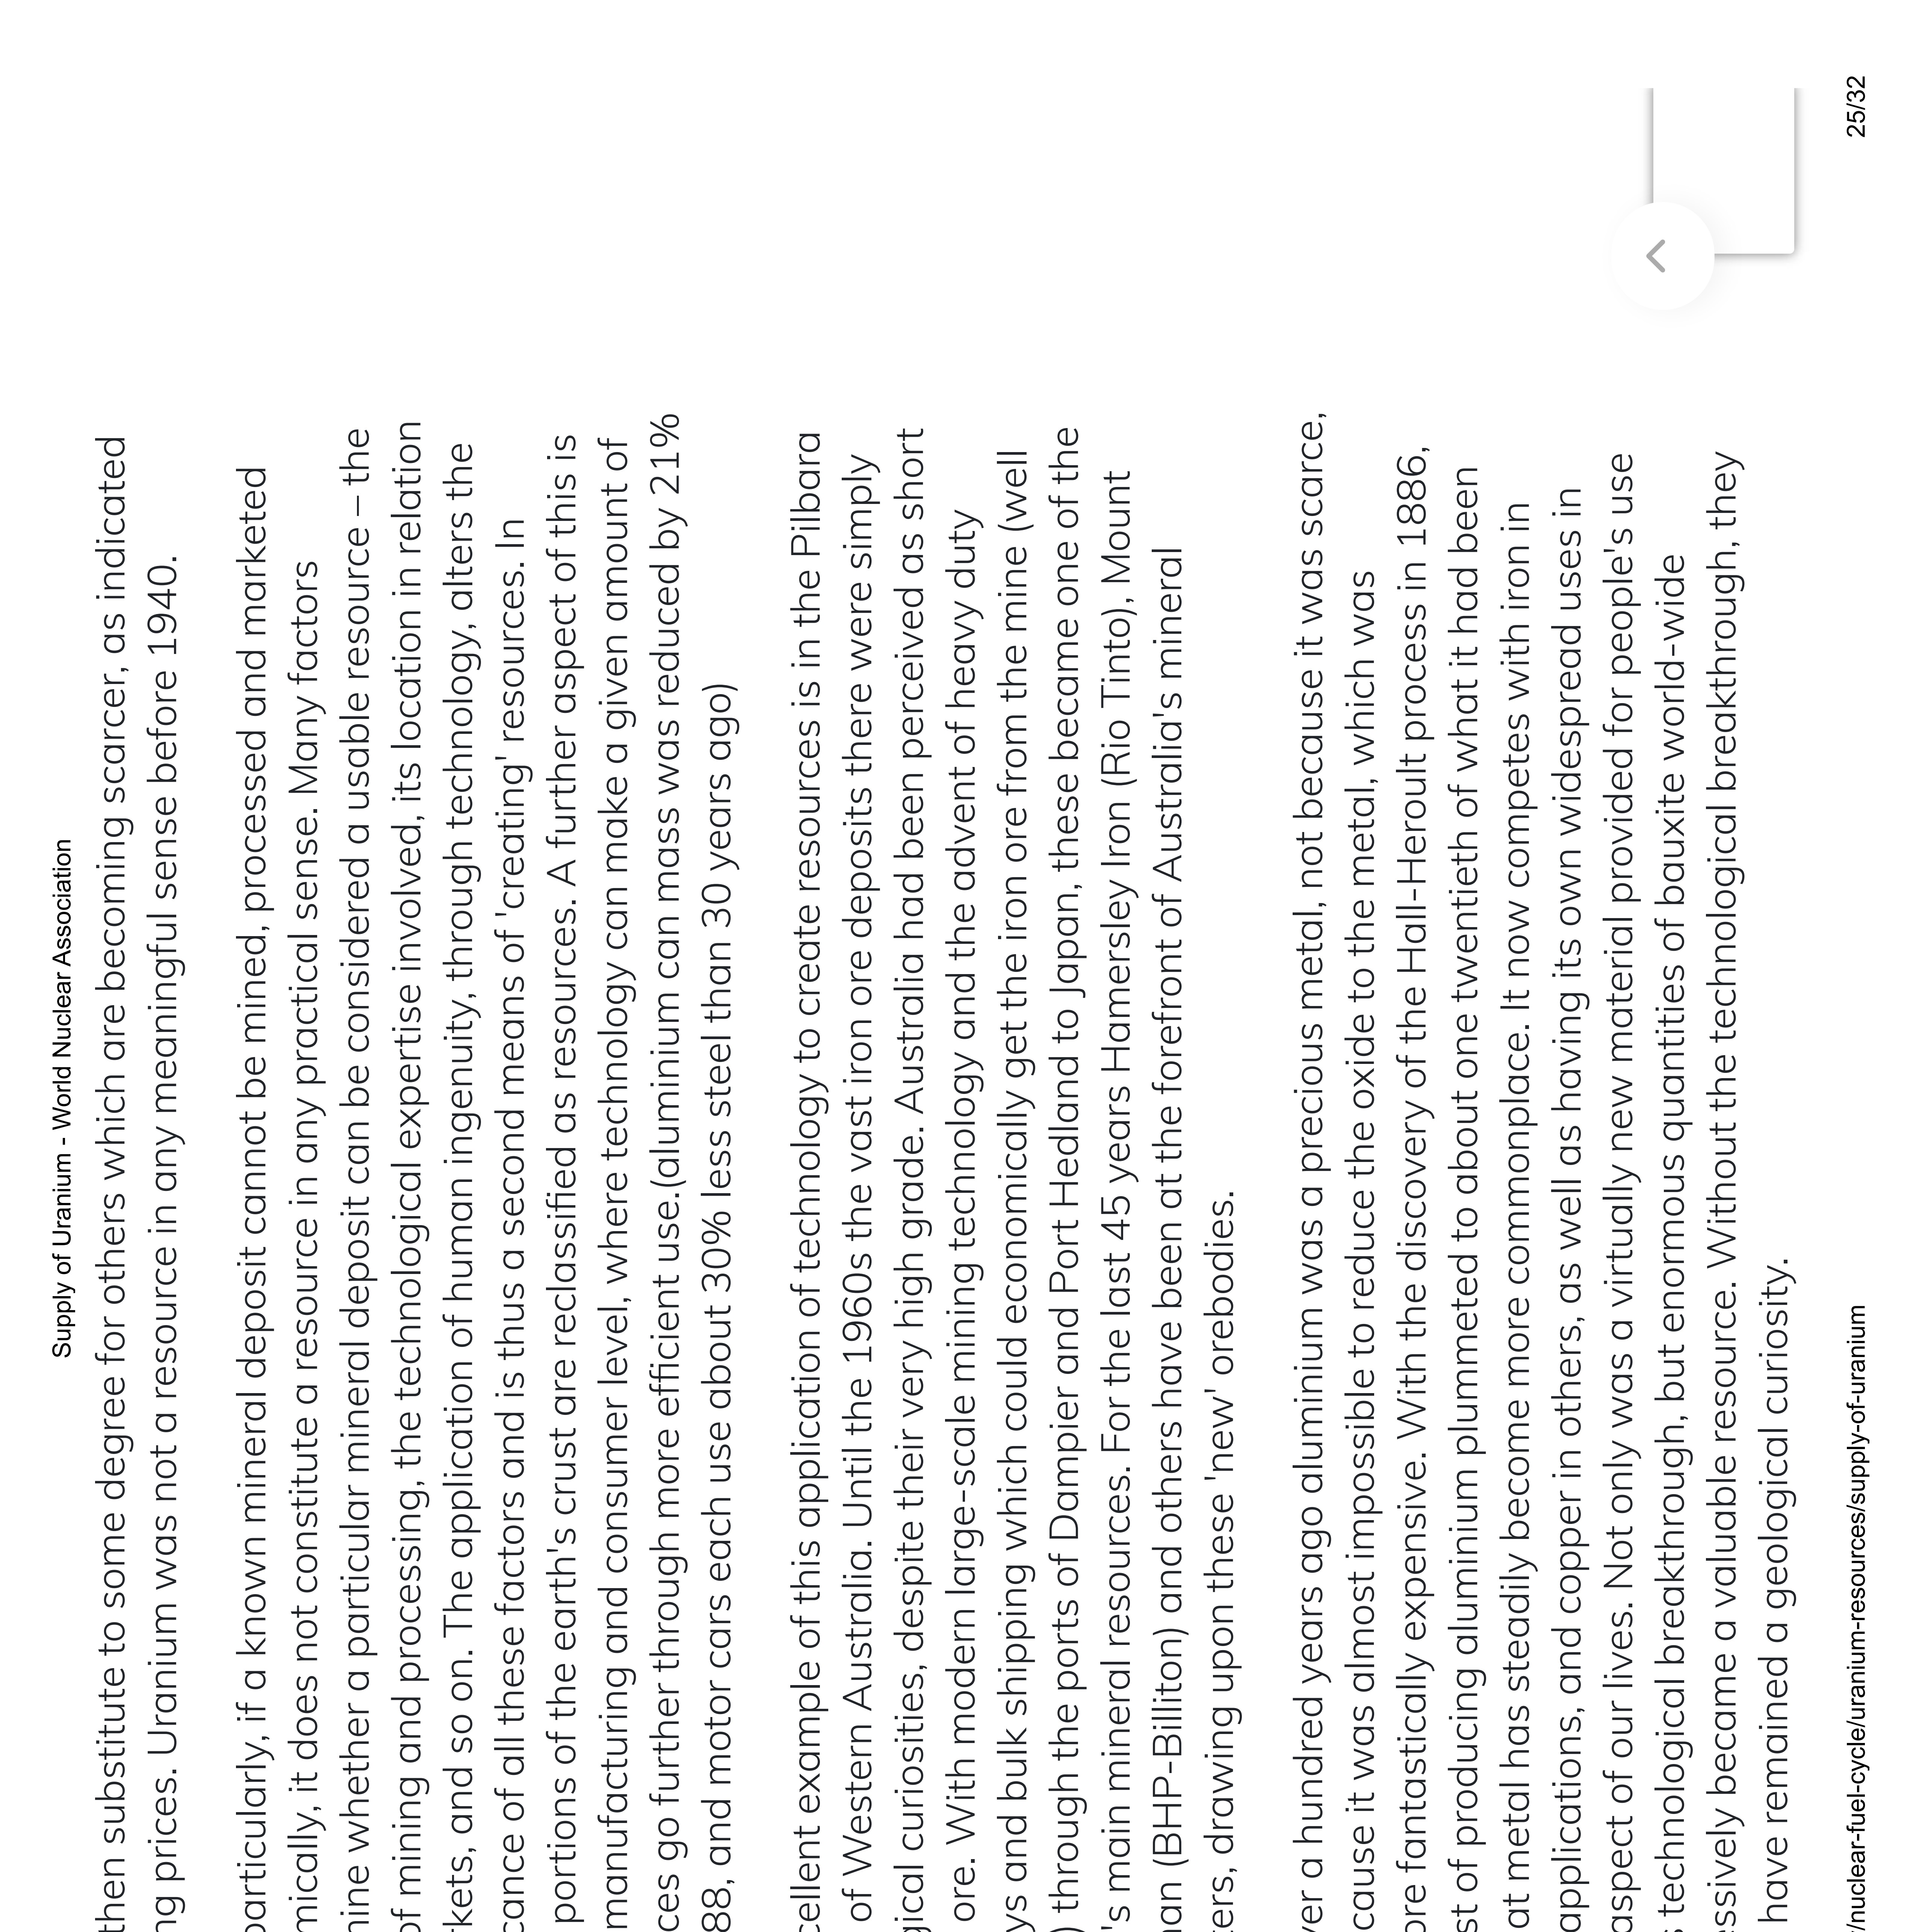 Supply of Uranium - World Nuclear Association
then substitute to some degree for others which are becoming scarcer, as indicated
ng prices. Uranium was not a resource in any meaningful sense before 1940.
particularly, if a known mineral deposit cannot be mined, processed and marketed
mically, it does not constitute a resource in any practical sense. Many factors
mine whether a particular mineral deposit can be considered a usable resource – the
of mining and processing, the technological expertise involved, its location in relation
rkets, and so on. The application of human ingenuity, through technology, alters the
cance of all these factors and is thus a second means of 'creating' resources. In
portions of the earth's crust are reclassified as resources. A further aspect of this is
manufacturing and consumer level, where technology can make a given amount of
ces go further through more efficient use.(aluminium can mass was reduced by 21%
88, and motor cars each use about 30% less steel than 30 years ago)
cellent example of this application of technology to create resources is in the Pilbara
of Western Australia. Until the 1960s the vast iron ore deposits there were simply
gical curiosities, despite their very high grade. Australia had been perceived as short
ore. With modern large-scale mining technology and the advent of heavy duty
ys and bulk shipping which could economically get the iron ore from the mine (well
) through the ports of Dampier and Port Hedland to Japan, these became one of the
's main mineral resources. For the last 45 years Hamersley Iron (Rio Tinto), Mount
nan (BHP-Billiton) and others have been at the forefront of Australia's mineral
ers, drawing upon these 'new' orebodies.
ver a hundred years ago aluminium was a precious metal, not because it was scarce,
cause it was almost impossible to reduce the oxide to the metal, which was
ore fantastically expensive. With the discovery of the Hall-Heroult process in 1886,
st of producing aluminium plummeted to about one twentieth of what it had been
at metal has steadily become more commonplace. It now competes with iron in
applications, and copper in others, as well as having its own widespread uses in
aspect of our lives. Not only was a virtually new material provided for people's use
s technological breakthrough, but enormous quantities of bauxite world-wide
essively became a valuable resource. Without the technological breakthrough, they
have remained a geological curiosity.
/nuclear-fuel-cycle/uranium-resources/supply-of-uranium
25/32